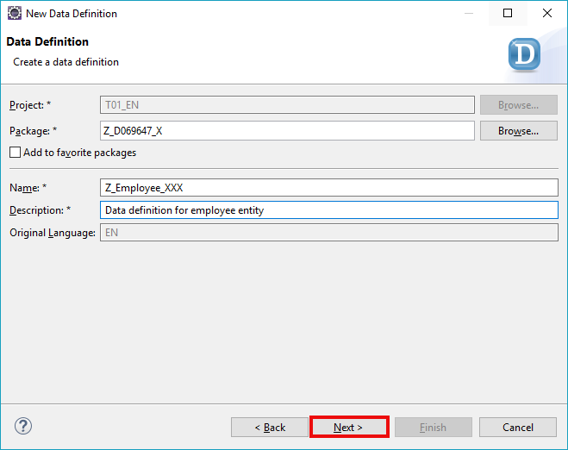 New Data Definition
Data Definition
Create a data definition
D
Project: * T01_EN Browse...
Package: * Z_D069647_X Browse...
Add to favorite packages
Name: * Z_Employee_XXX
Description: * Data definition for employee entity
Original Language: EN
? < Back Next > Finish Cancel